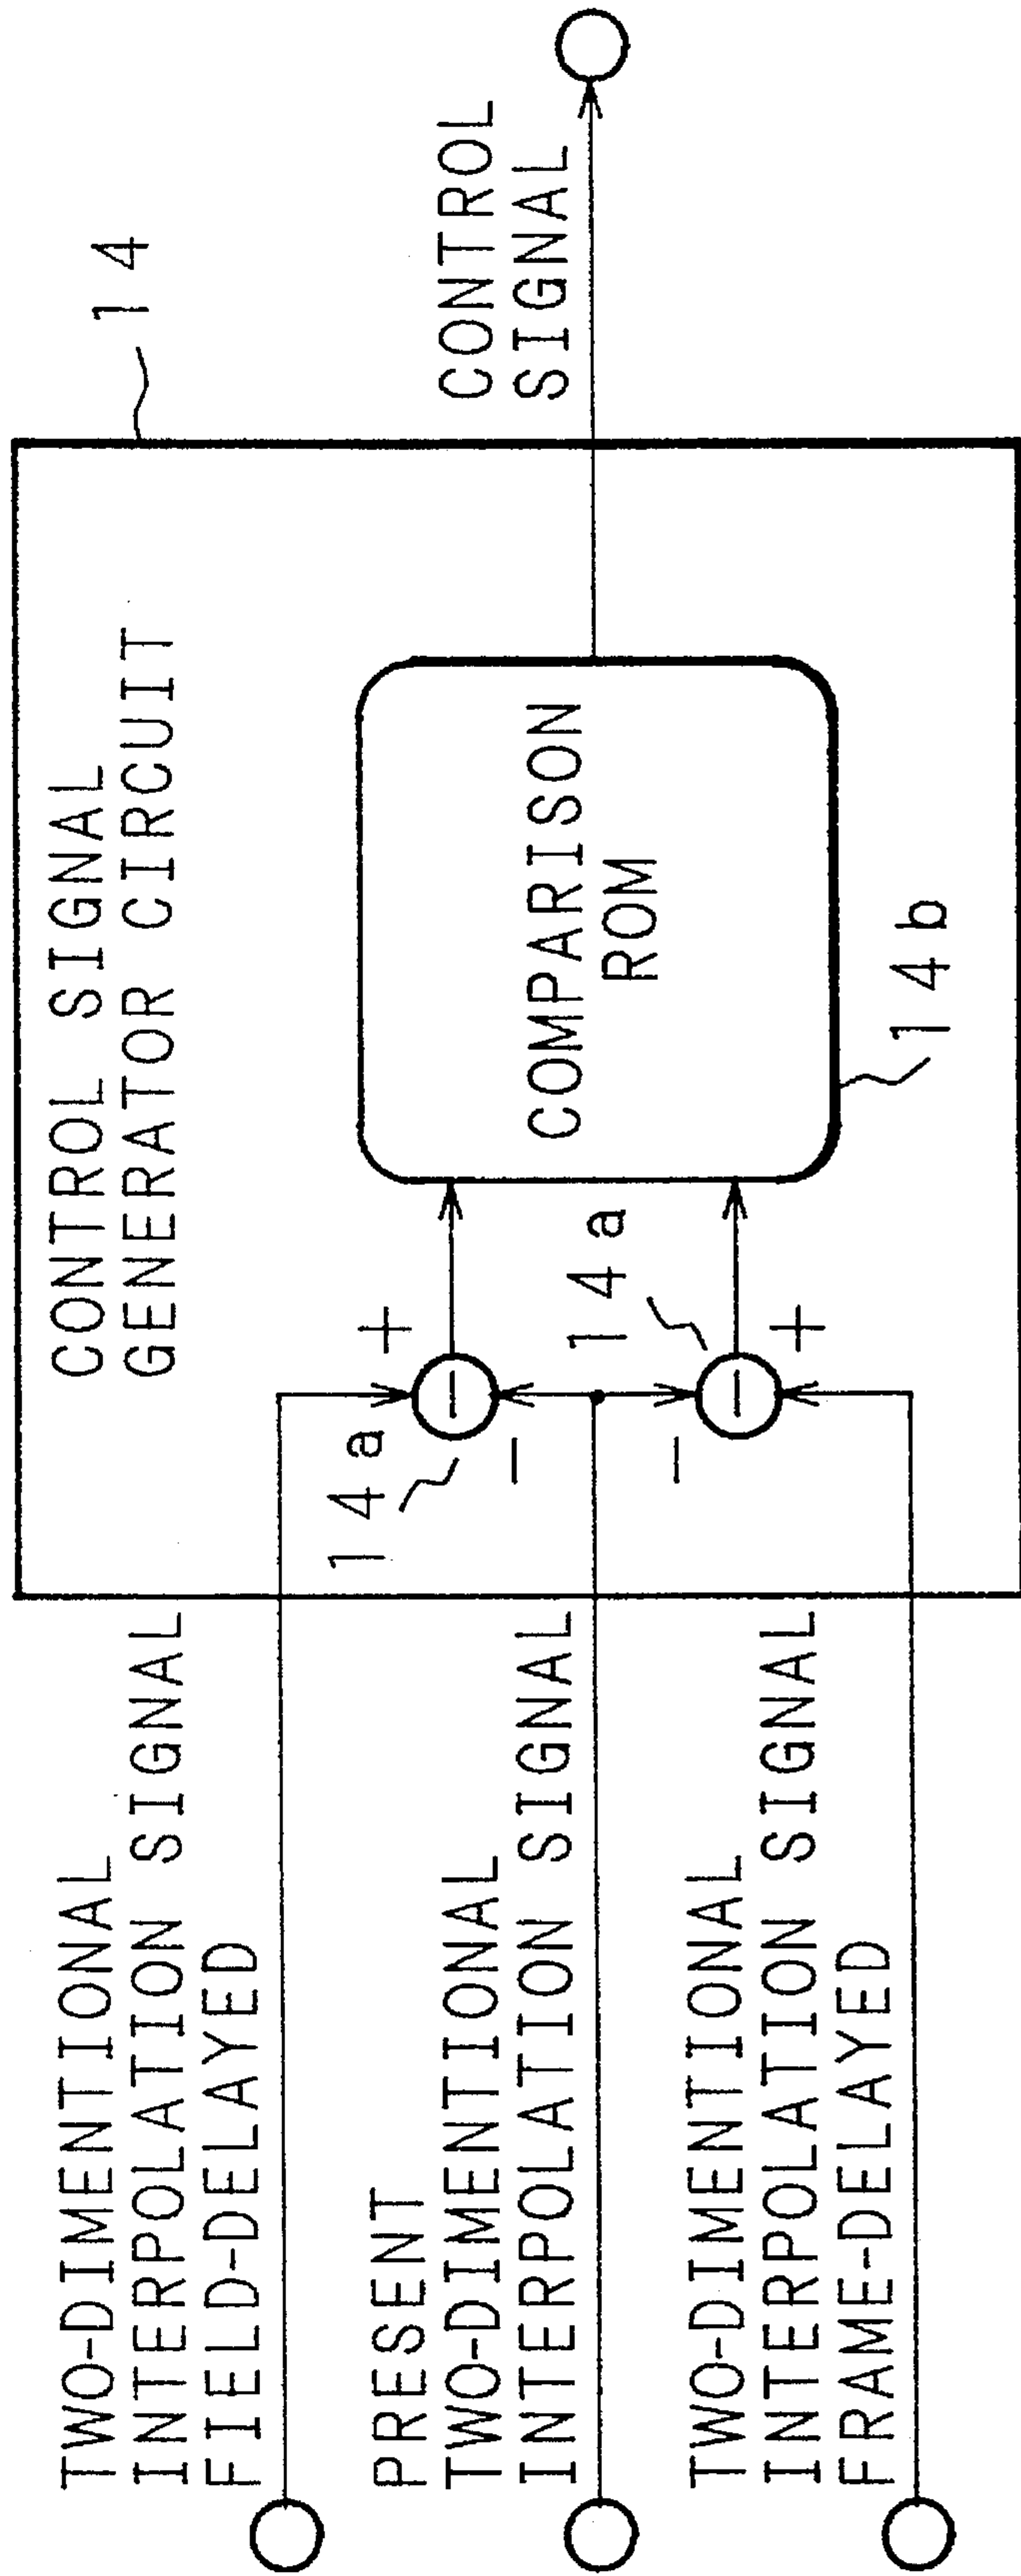 TWO-DIMENTIONAL
INTERPOLATION SIGNAL
FIELD-DELAYED
PRESENT
TWO-DIMENTIONAL
INTERPOLATION SIGNAL
TWO-DIMENTIONAL
INTERPOLATION SIGNAL
FRAME-DELAYED
CONTROL SIGNAL
GENERATOR CIRCUIT
14a
+
−
−
14a
+
COMPARISON
ROM
14b
14
CONTROL
SIGNAL